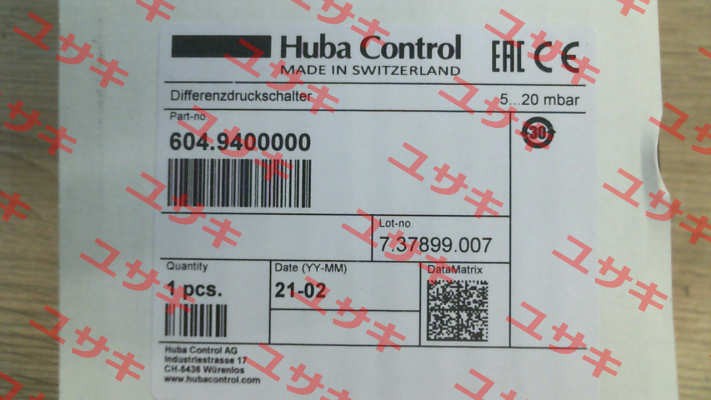 Huba Control
MADE IN SWITZERLAND
EAC CE
Differenzdruckschalter
5...20 mbar
Part-no
604.9400000
30
Lot-no
7.37899.007
Quantity
1 pcs.
Date (YY-MM)
21-02
DataMatrix
Huba Control AG
Industriestrasse 17
CH-5436 Würenlos
www.hubacontrol.com
ユサキ